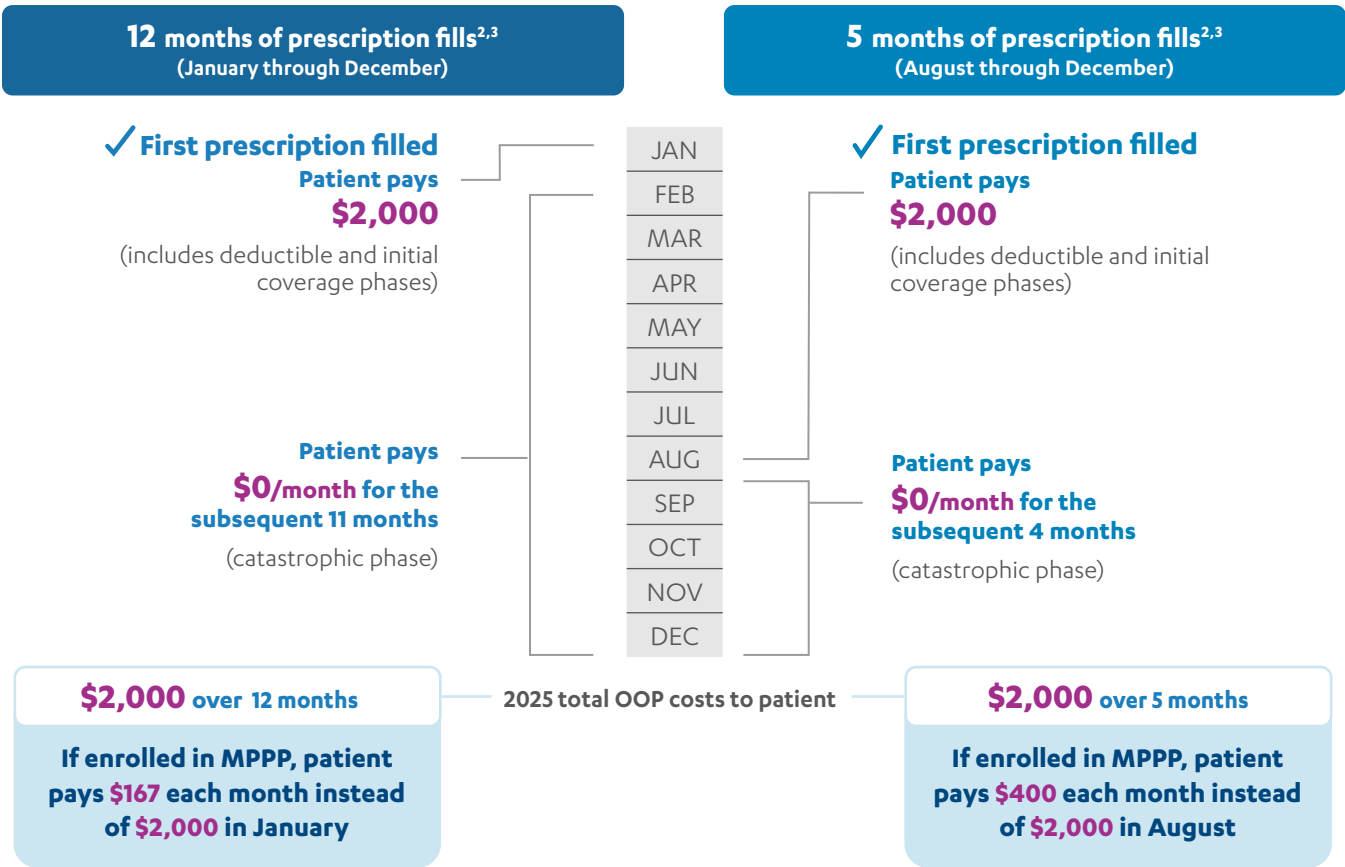 12 months of prescription fills2,3
(January through December)
5 months of prescription fills2,3
(August through December)
✓ First prescription filled
Patient pays
$2,000
(includes deductible and initial
coverage phases)
Patient pays
$0/month for the
subsequent 11 months
(catastrophic phase)
JAN
FEB
MAR
APR
MAY
JUN
JUL
AUG
SEP
OCT
NOV
DEC
✓ First prescription filled
Patient pays
$2,000
(includes deductible and initial
coverage phases)
Patient pays
$0/month for the
subsequent 4 months
(catastrophic phase)
$2,000 over 12 months
If enrolled in MPPP, patient
pays $167 each month instead
of $2,000 in January
2025 total OOP costs to patient
$2,000 over 5 months
If enrolled in MPPP, patient
pays $400 each month instead
of $2,000 in August